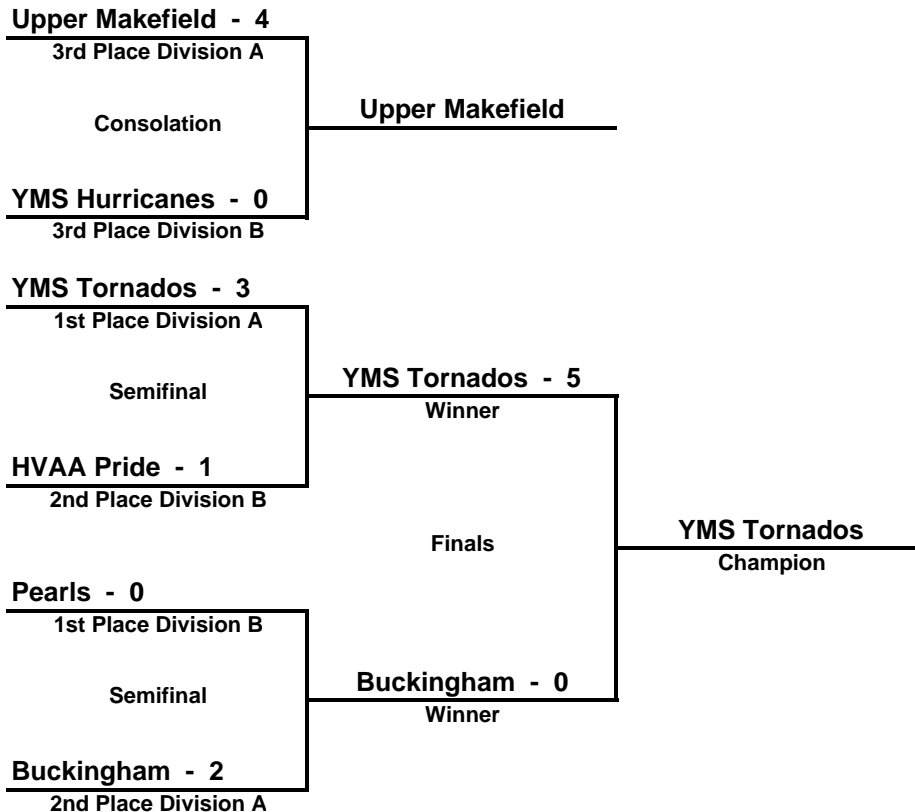 Upper Makefield - 4
3rd Place Division A
Consolation
Upper Makefield
YMS Hurricanes - 0
3rd Place Division B
YMS Tornados - 3
1st Place Division A
Semifinal
YMS Tornados - 5
Winner
HVAA Pride - 1
2nd Place Division B
Finals
YMS Tornados
Champion
Pearls - 0
1st Place Division B
Semifinal
Buckingham - 0
Winner
Buckingham - 2
2nd Place Division A